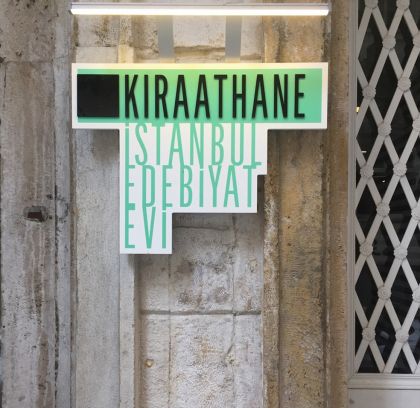 KIRAATHANE
İSTANBUL
EDEBİYAT
EVİ